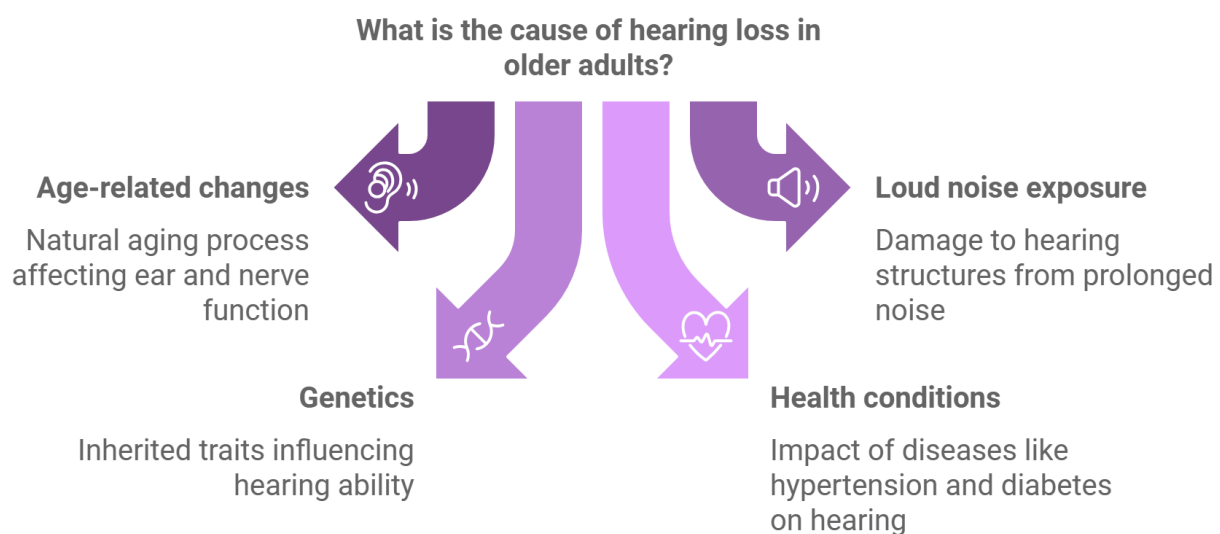 What is the cause of hearing loss in
older adults?
Age-related changes
Natural aging process
affecting ear and nerve
function
Loud noise exposure
Damage to hearing
structures from prolonged
noise
Genetics
Inherited traits influencing
hearing ability
Health conditions
Impact of diseases like
hypertension and diabetes
on hearing